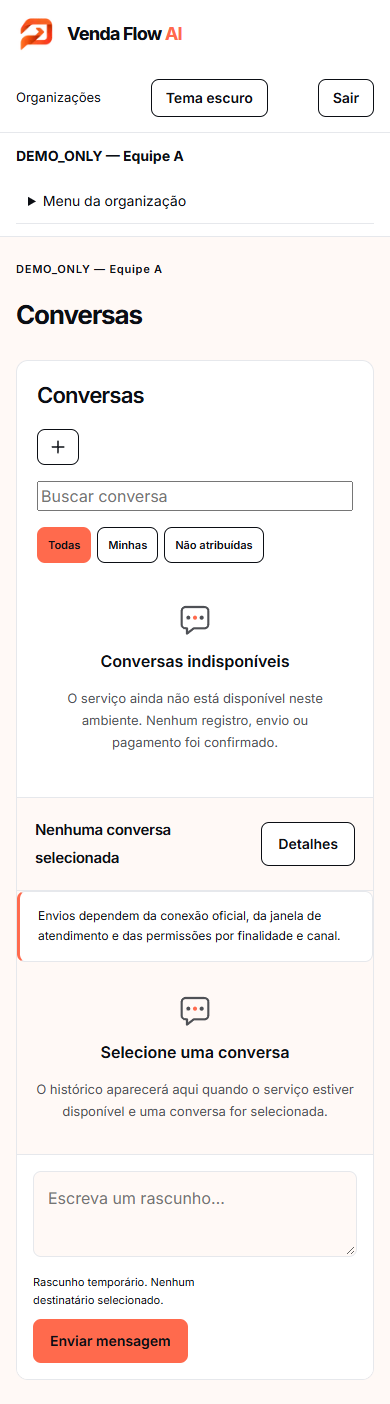 Venda Flow AI
Organizações
Tema escuro
Sair
DEMO_ONLY — Equipe A
Menu da organização
DEMO_ONLY — Equipe A
Conversas
Conversas
+
Buscar conversa
Todas
Minhas
Não atribuídas
Conversas indisponíveis
O serviço ainda não está disponível neste
ambiente. Nenhum registro, envio ou
pagamento foi confirmado.
Nenhuma conversa
selecionada
Detalhes
Envios dependem da conexão oficial, da janela de
atendimento e das permissões por finalidade e canal.
Selecione uma conversa
O histórico aparecerá aqui quando o serviço estiver
disponível e uma conversa for selecionada.
Escreva um rascunho...
Rascunho temporário. Nenhum
destinatário selecionado.
Enviar mensagem